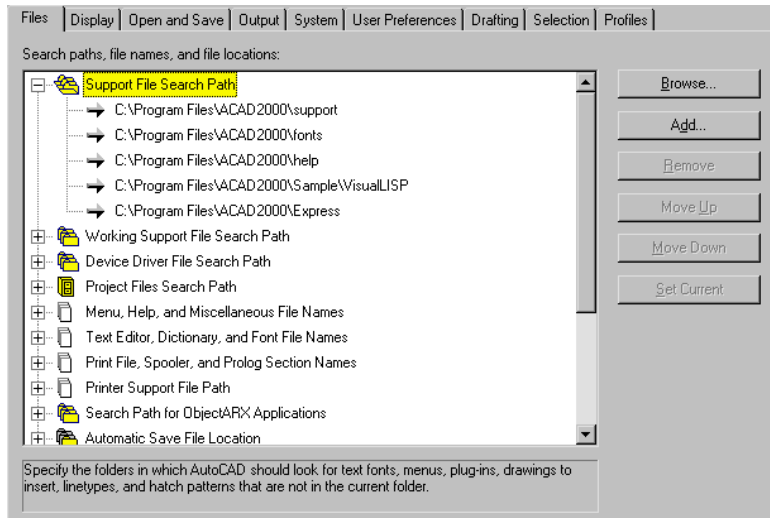 Files Display Open and Save Output System User Preferences Drafting Selection Profiles
Search paths, file names, and file locations:
Support File Search Path
C:\Program Files\ACAD2000\support
C:\Program Files\ACAD2000\fonts
C:\Program Files\ACAD2000\help
C:\Program Files\ACAD2000\Sample\VisualLISP
C:\Program Files\ACAD2000\Express
Working Support File Search Path
Device Driver File Search Path
Project Files Search Path
Menu, Help, and Miscellaneous File Names
Text Editor, Dictionary, and Font File Names
Print File, Spooler, and Prolog Section Names
Printer Support File Path
Search Path for ObjectARX Applications
Automatic Save File Location
Browse...
Add...
Remove
Move Up
Move Down
Set Current
Specify the folders in which AutoCAD should look for text fonts, menus, plug-ins, drawings to
insert, linetypes, and hatch patterns that are not in the current folder.